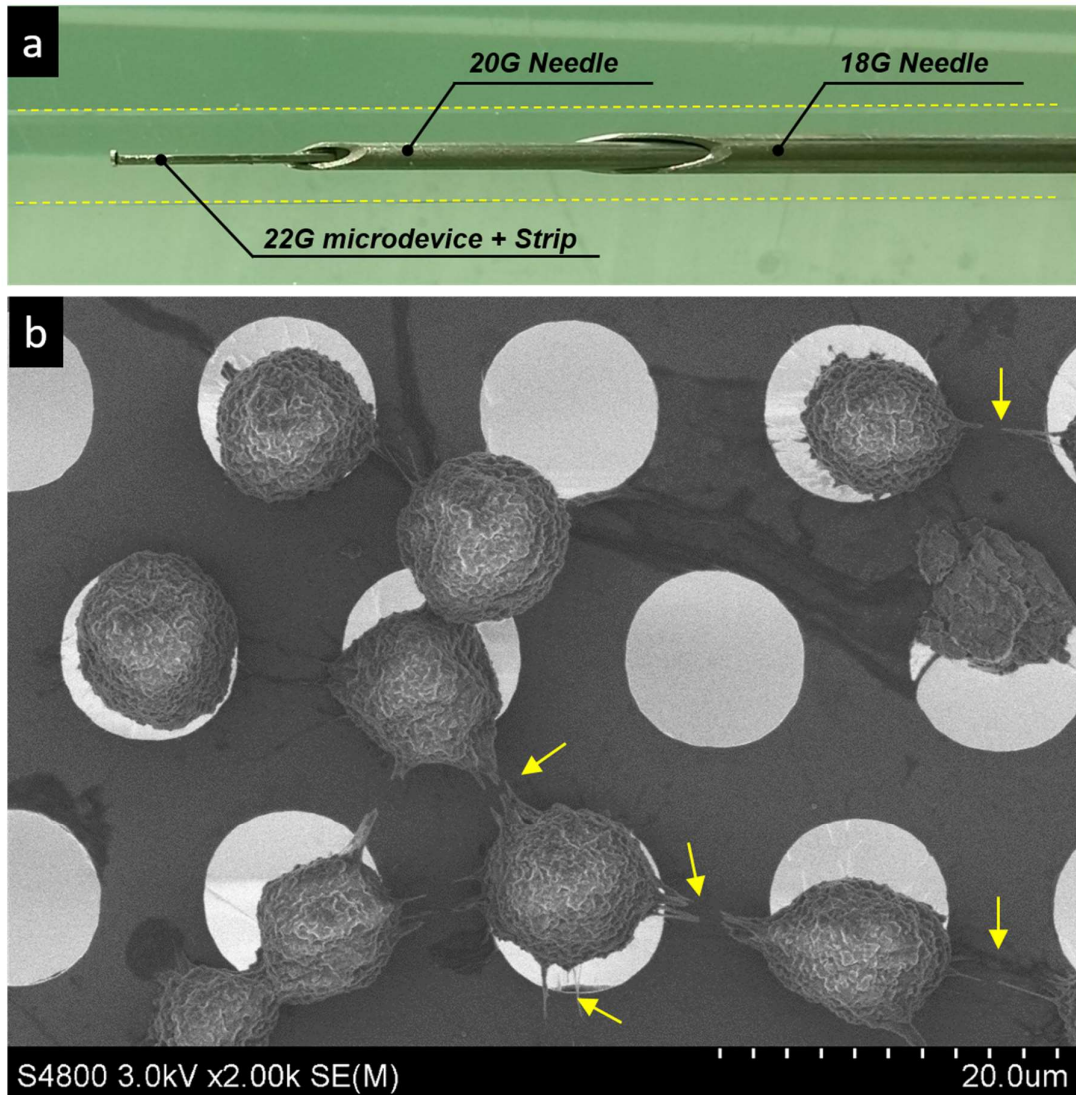 a
20G Needle
18G Needle
22G microdevice + Strip
b
S4800 3.0kV x2.00k SE(M)
20.0um